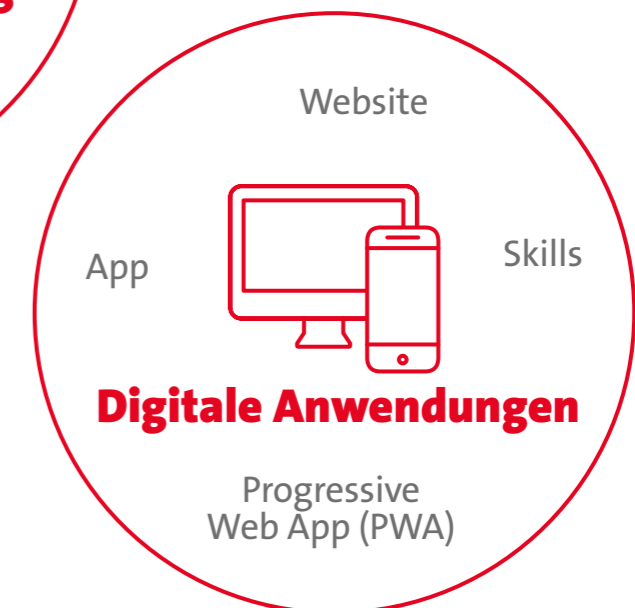 Website
App
Skills
Digitale Anwendungen
Progressive
Web App (PWA)